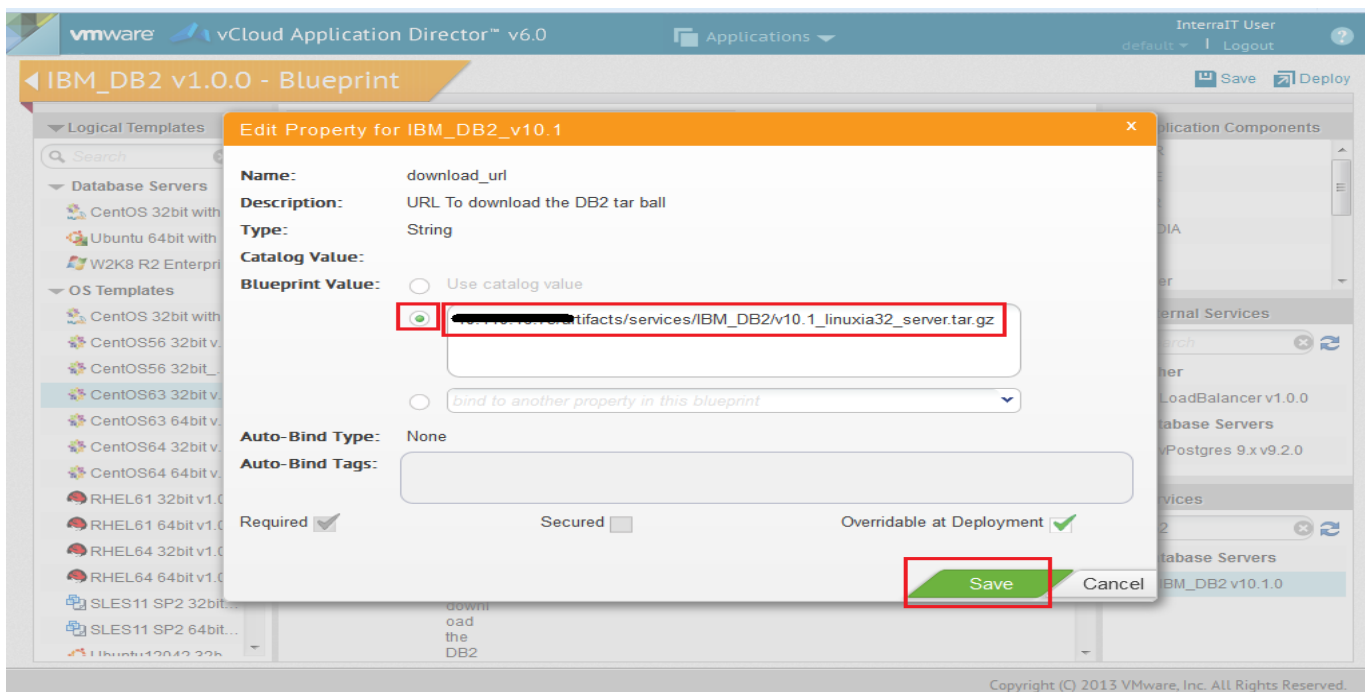 vmware vCloud Application Director™ v6.0
Applications
InterraIT User
default | Logout
?
IBM_DB2 v1.0.0 - Blueprint
Save
Deploy
Logical Templates
Search
Database Servers
CentOS 32bit with
Ubuntu 64bit with
W2K8 R2 Enterpri
OS Templates
CentOS 32bit with
CentOS56 32bit v.
CentOS56 32bit_.
CentOS63 32bit v.
CentOS63 64bit v.
CentOS64 32bit v.
CentOS64 64bit v.
RHEL61 32bit v1.0
RHEL61 64bit v1.0
RHEL64 32bit v1.0
RHEL64 64bit v1.0
SLES11 SP2 32bit...
SLES11 SP2 64bit...
Ubuntu12042 32b
Edit Property for IBM_DB2_v10.1
x
Name: download_url
Description: URL To download the DB2 tar ball
Type: String
Catalog Value:
Blueprint Value: Use catalog value
artifacts/services/IBM_DB2/v10.1_linuxia32_server.tar.gz
bind to another property in this blueprint
Auto-Bind Type: None
Auto-Bind Tags:
Required
Secured
Overridable at Deployment
Save
Cancel
downl
oad
the
DB2
plication Components
DIA
er
ernal Services
arch
her
LoadBalancer v1.0.0
tabase Servers
vPostgres 9.x v9.2.0
rvices
2
tabase Servers
IBM_DB2 v10.1.0
Copyright (C) 2013 VMware, Inc. All Rights Reserved.